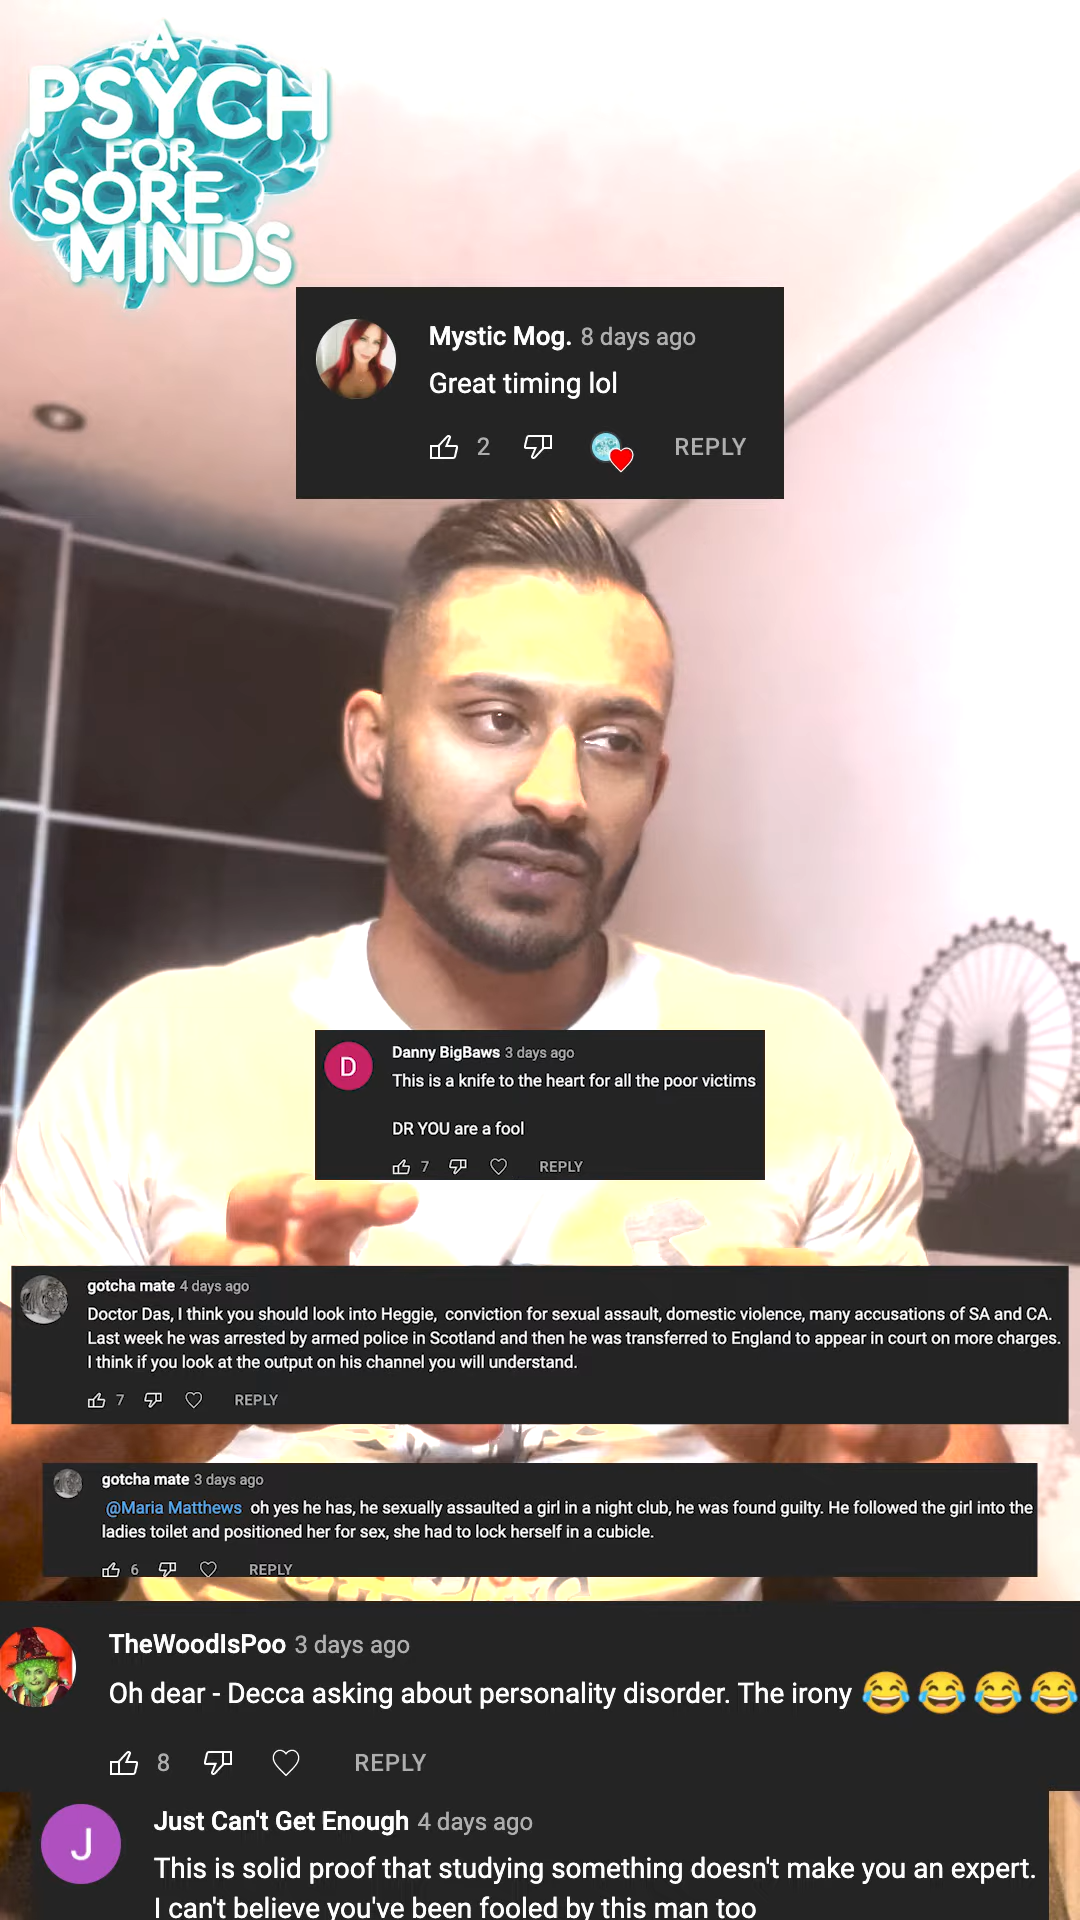 A
PSYCH
FOR
SORE
MINDS
Mystic Mog. 8 days ago
Great timing lol
2 REPLY
D
Danny BigBaws 3 days ago
This is a knife to the heart for all the poor victims
DR YOU are a fool
7 REPLY
gotcha mate 4 days ago
Doctor Das, I think you should look into Heggie, conviction for sexual assault, domestic violence, many accusations of SA and CA.
Last week he was arrested by armed police in Scotland and then he was transferred to England to appear in court on more charges.
I think if you look at the output on his channel you will understand.
7 REPLY
gotcha mate 3 days ago
@Maria Matthews oh yes he has, he sexually assaulted a girl in a night club, he was found guilty. He followed the girl into the
ladies toilet and positioned her for sex, she had to lock herself in a cubicle.
6 REPLY
TheWoodIsPoo 3 days ago
Oh dear - Decca asking about personality disorder. The irony 😂😂😂😂
8 REPLY
J
Just Can't Get Enough 4 days ago
This is solid proof that studying something doesn't make you an expert.
I can't believe you've been fooled by this man too